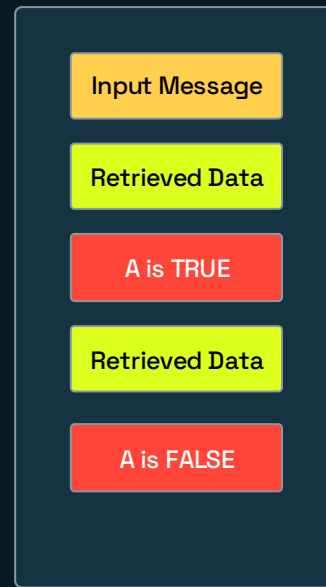 Input Message
Retrieved Data
A is TRUE
Retrieved Data
A is FALSE